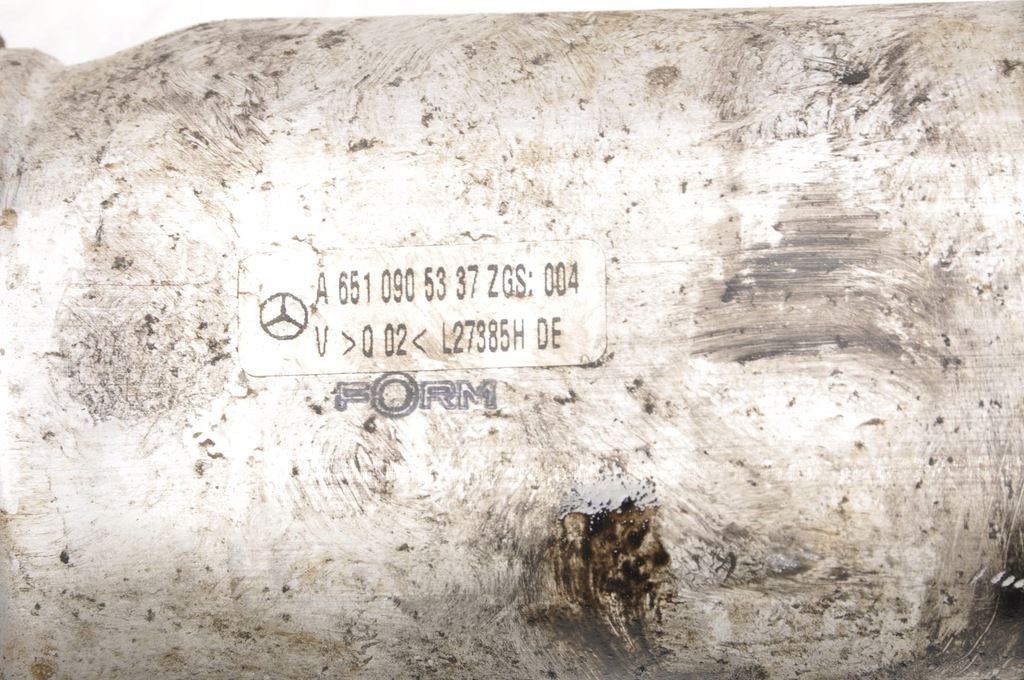 A 651 090 53 37 ZGS: 004
V >Q 02< L27385H DE
FORM